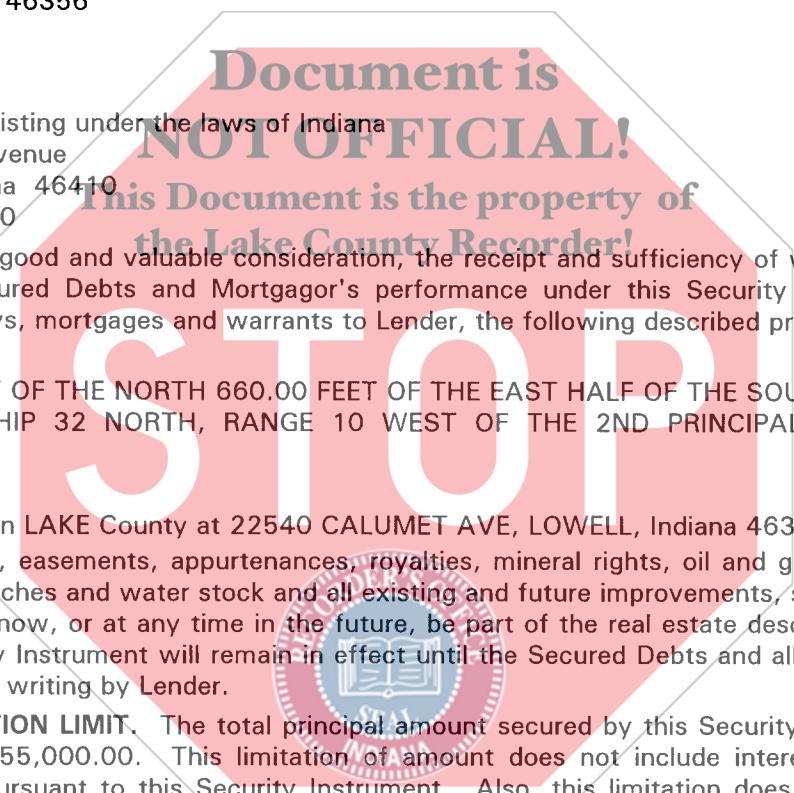 46356
Document is
isting under the laws of Indiana
NOT OFFICIAL!
venue
na 46410
This Document is the property of
0
the Lake County Recorder!
good and valuable consideration, the receipt and sufficiency of
ured Debts and Mortgagor's performance under this Security
s, mortgages and warrants to Lender, the following described pr
OF THE NORTH 660.00 FEET OF THE EAST HALF OF THE SOU
HIP 32 NORTH, RANGE 10 WEST OF THE 2ND PRINCIPAL
STOP
n LAKE County at 22540 CALUMET AVE, LOWELL, Indiana 463
, easements, appurtenances, royalties, mineral rights, oil and g
ches and water stock and all existing and future improvements, s
now, or at any time in the future, be part of the real estate desc
y Instrument will remain in effect until the Secured Debts and all
writing by Lender.
TION LIMIT. The total principal amount secured by this Security
55,000.00. This limitation of amount does not include intere
ursuant to this Security Instrument. Also, this limitation does
RECORDER'S OFFICE
SEAL
INDIANA